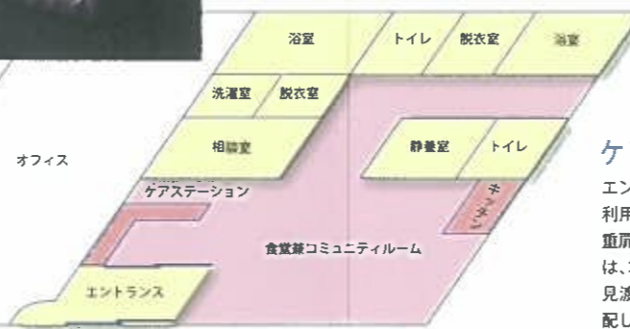 浴室
トイレ
脱衣室
浴室
洗濯室
脱衣室
相談室
静養室
トイレ
オフィス
ケアステーション
キッチン
食堂兼コミュニティルーム
エントランス
ケ
エン
利用
重扉
は、
見渡
配し